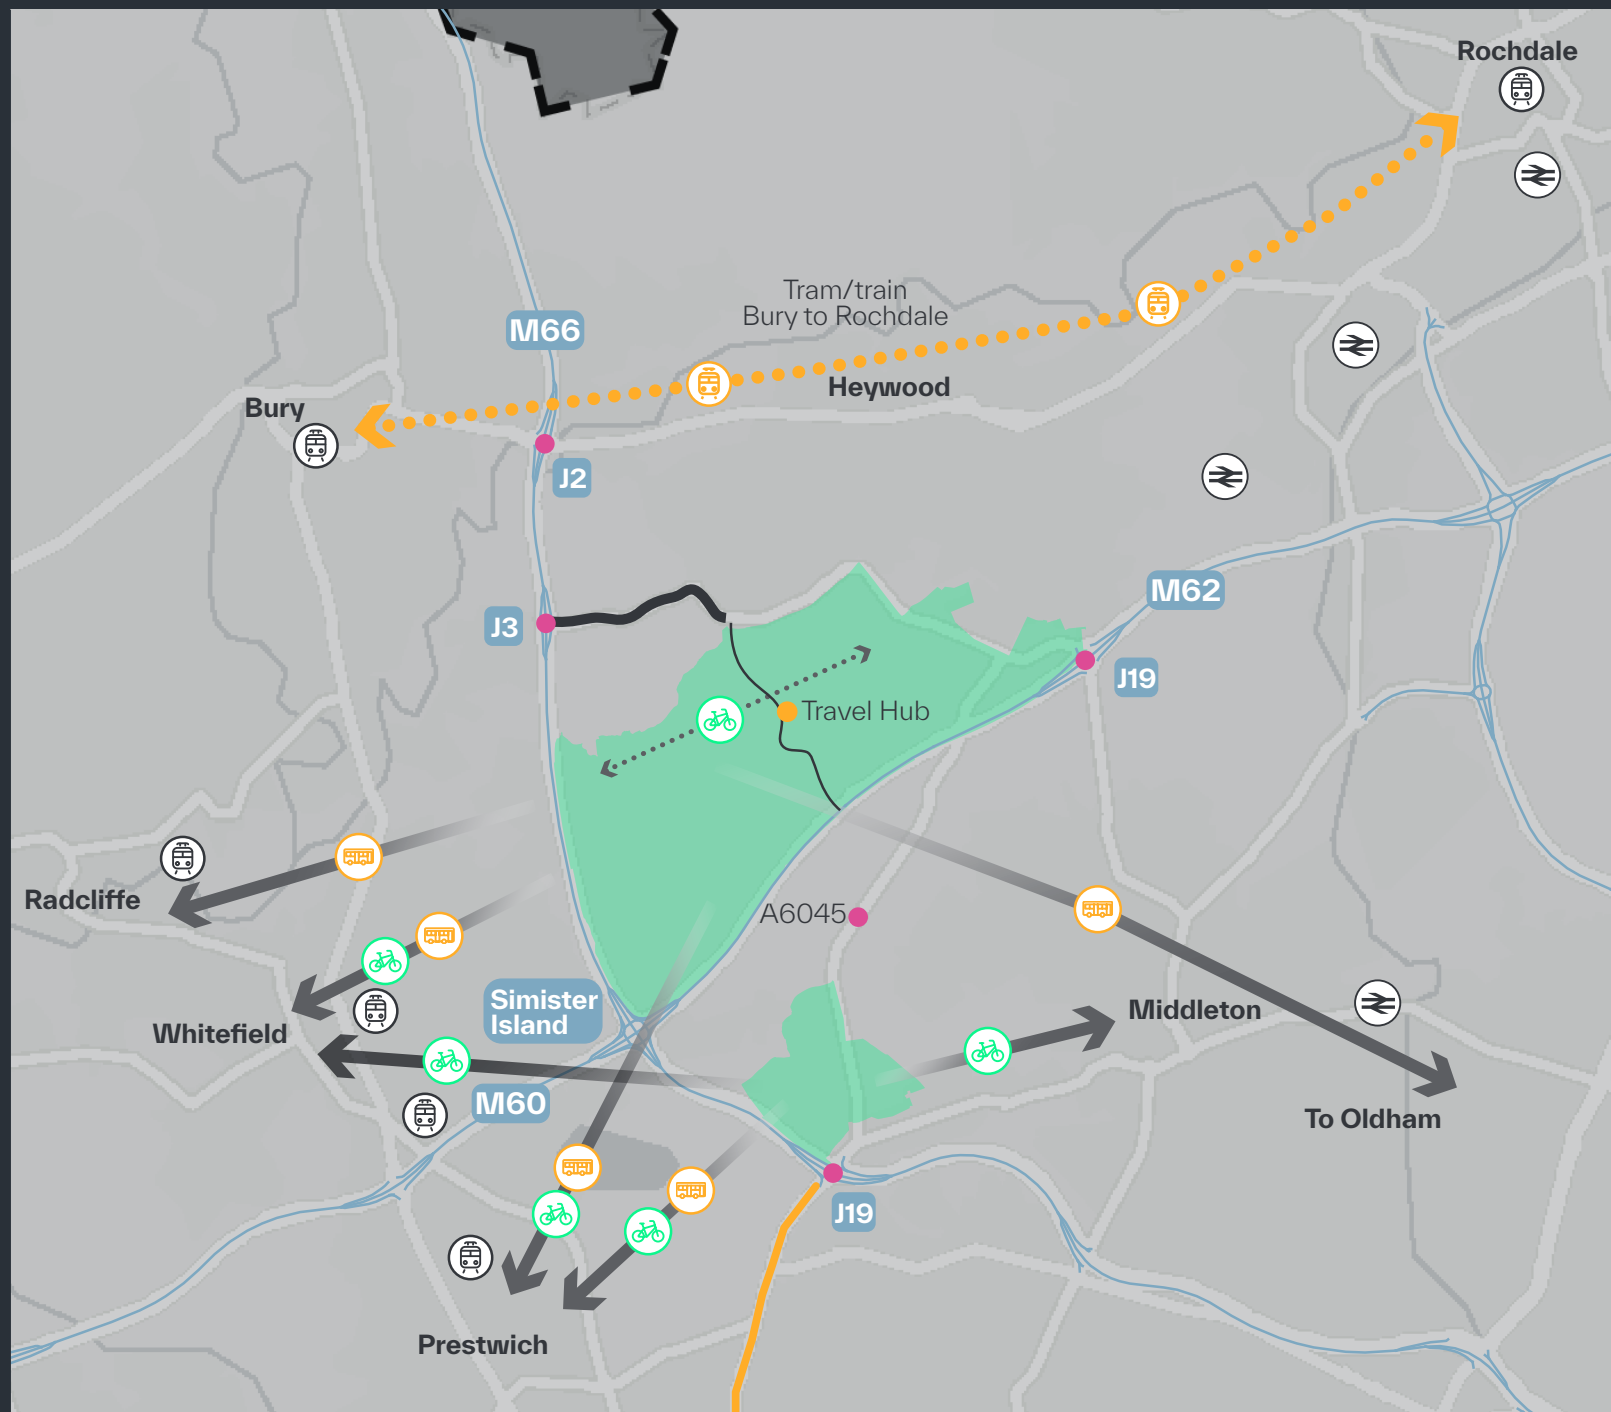 Rochdale
Tram/train
Bury to Rochdale
M66
Heywood
Bury
J2
M62
J3
J19
Travel Hub
Radcliffe
A6045
Simister
Island
Middleton
Whitefield
M60
To Oldham
J19
Prestwich